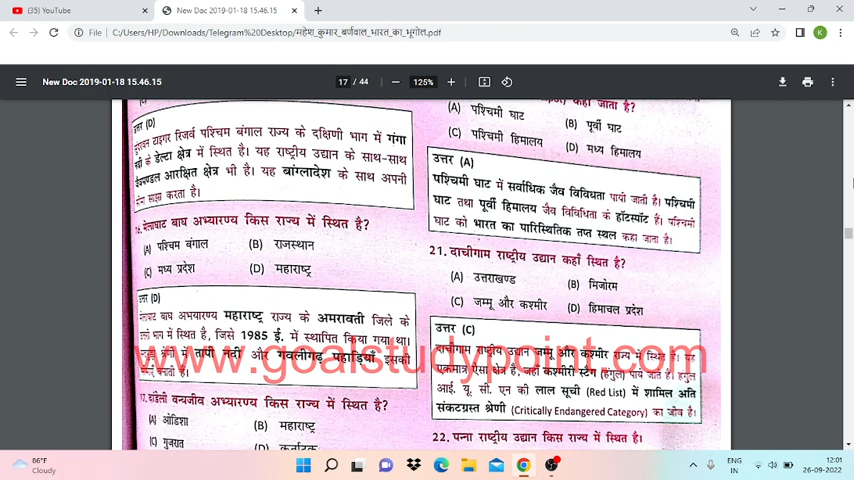 (35) YouTube
New Doc 2019-01-18 15.46.15
File
C:/Users/HP/Downloads/Telegram%20Desktop/महेश_कुमार_बर्णवाल_भारत_का_भूगोल.pdf
K
New Doc 2019-01-18 15.46.15
17 / 44
125%
उत्तर (D)
टाइगर रिजर्व पश्चिम बंगाल राज्य के दक्षिणी भाग में गंगा
के डेल्टा क्षेत्र में स्थित है। यह राष्ट्रीय उद्यान के साथ-साथ
आरक्षित क्षेत्र भी है। यह बांग्लादेश के साथ अपनी
साझा करता है।
16. मेलाघाट बाघ अभ्यारण्य किस राज्य में स्थित है?
(A) पश्चिम बंगाल
(B) राजस्थान
(C) मध्य प्रदेश
(D) महाराष्ट्र
उत्तर (D)
बाघ अभयारण्य महाराष्ट्र राज्य के अमरावती जिले के
भाग में स्थित है, जिसे 1985 ई. में स्थापित किया गया था।
में तापी नदी और गवलीगढ़ पहाड़ियाँ इसकी
बनाती हैं।
17. दांडेली वन्यजीव अभ्यारण्य किस राज्य में स्थित है?
(A) ओडिशा
(B) महाराष्ट्र
(C) गुजरात
(D) कर्नाटक
कहा जाता है?
(A) पश्चिमी घाट
(B) पूर्वी घाट
(C) पश्चिमी हिमालय
(D) मध्य हिमालय
उत्तर (A)
पश्चिमी घाट में सर्वाधिक जैव विविधता पायी जाती है। पश्चिमी
घाट तथा पूर्वी हिमालय जैव विविधता के हॉटस्पॉट हैं। पश्चिमी
घाट को भारत का पारिस्थितिक तप्त स्थल कहा जाता है।
21. दाचीगाम राष्ट्रीय उद्यान कहाँ स्थित है?
(A) उत्तराखण्ड
(B) मिजोरम
(C) जम्मू और कश्मीर
(D) हिमाचल प्रदेश
उत्तर (C)
दाचीगाम राष्ट्रीय उद्यान जम्मू और कश्मीर राज्य में स्थित है। यह
एकमात्र ऐसा क्षेत्र है, जहाँ कश्मीरी स्टैग (हंगुल) पाये जाते हैं। हंगुल
आई. यू. सी. एन की लाल सूची (Red List) में शामिल अति
संकटग्रस्त श्रेणी (Critically Endangered Category) का जीव है।
22. पन्ना राष्ट्रीय उद्यान किस राज्य में स्थित है।
www.goalstudypoint.com
86°F
Cloudy
ENG
IN
12:01
26-09-2022